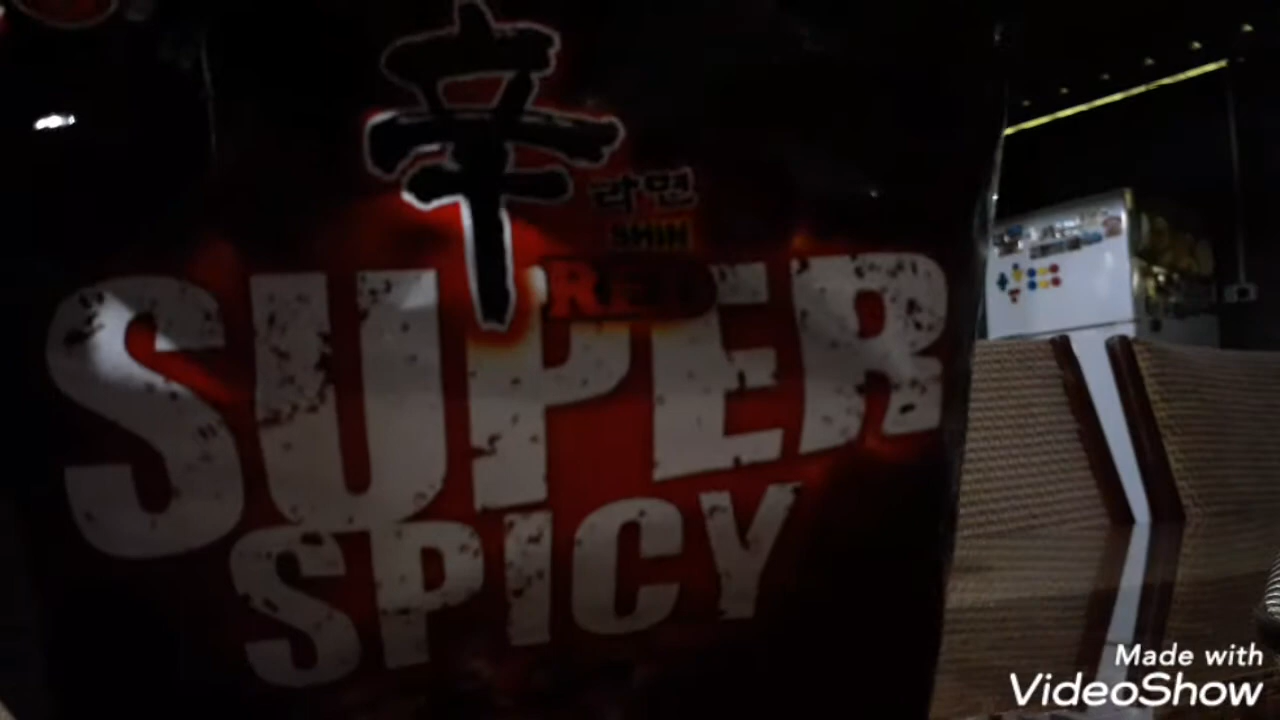 辛
라면
SHIN
RED
SUPER
SPICY
Made with
VideoShow